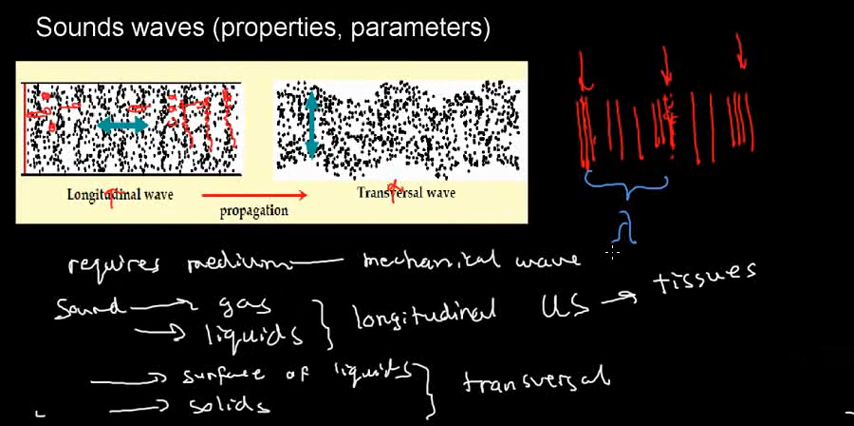 Sounds waves (properties, parameters)
Longitudinal wave
propagation
Transversal wave
λ
requires medium — mechanical wave
Sound → gas
→ liquids } longitudinal US → tissues
→ surface of liquids
→ solids } transversal